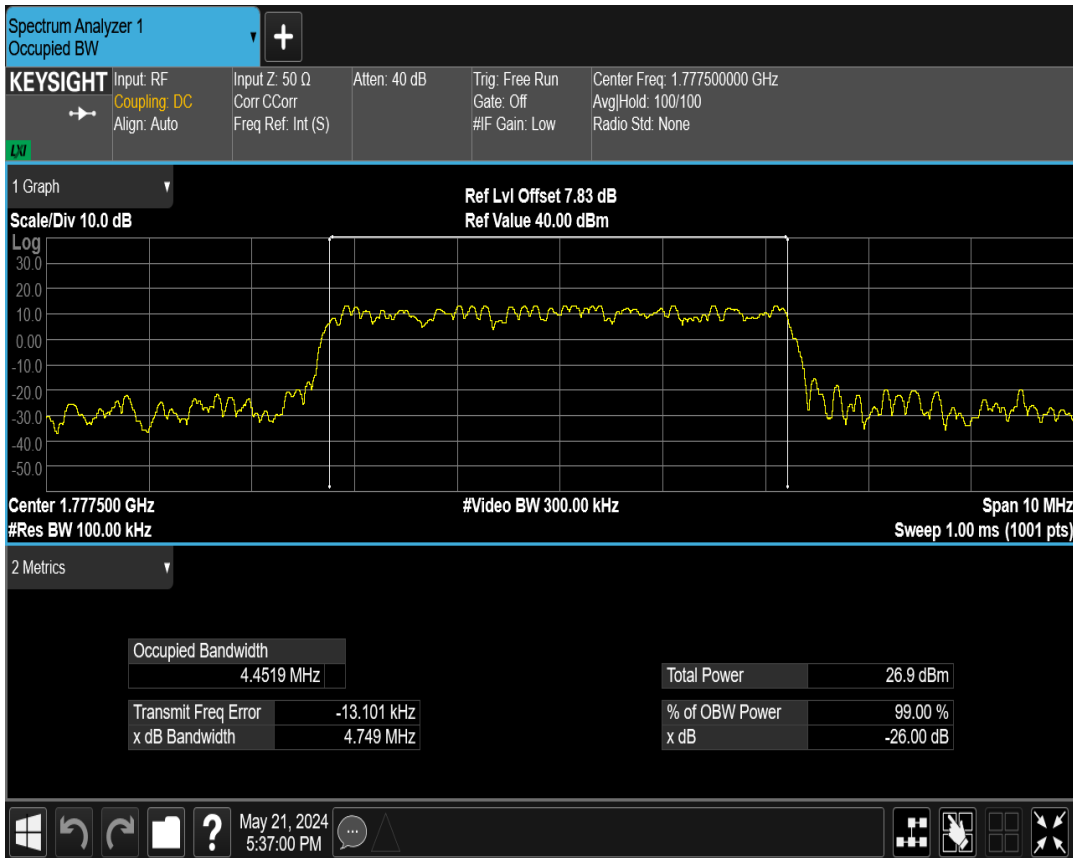 Spectrum Analyzer 1
Occupied BW
+
KEYSIGHT
LXI
Input: RF
Coupling: DC
Align: Auto
Input Z: 50 Ω
Corr CCorr
Freq Ref: Int (S)
Atten: 40 dB
Trig: Free Run
Gate: Off
#IF Gain: Low
Center Freq: 1.777500000 GHz
Avg|Hold: 100/100
Radio Std: None
1 Graph
Scale/Div 10.0 dB
Ref Lvl Offset 7.83 dB
Ref Value 40.00 dBm
Log
30.0
20.0
10.0
0.00
-10.0
-20.0
-30.0
-40.0
-50.0
Center 1.777500 GHz
#Res BW 100.00 kHz
#Video BW 300.00 kHz
Span 10 MHz
Sweep 1.00 ms (1001 pts)
2 Metrics
Occupied Bandwidth
4.4519 MHz
Transmit Freq Error -13.101 kHz
x dB Bandwidth 4.749 MHz
Total Power 26.9 dBm
% of OBW Power 99.00 %
x dB -26.00 dB
?
May 21, 2024
5:37:00 PM